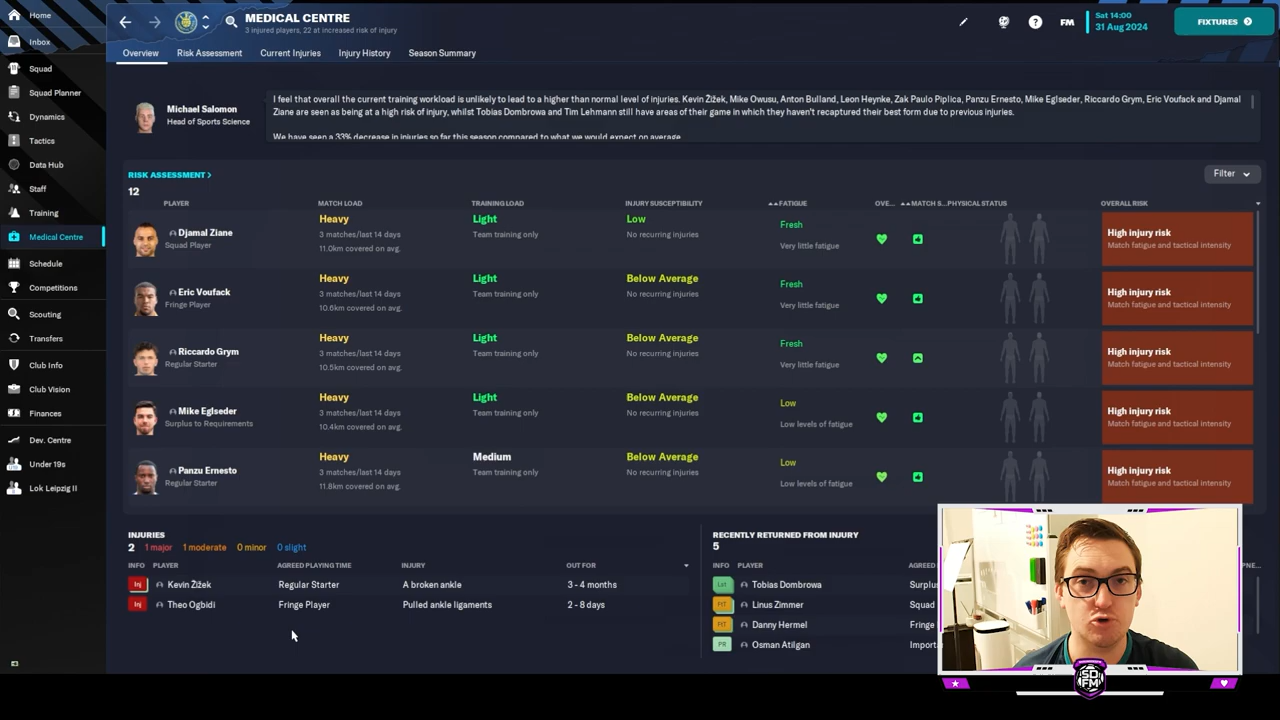 Home
Inbox
Squad
Squad Planner
Dynamics
Tactics
Data Hub
Staff
Training
Medical Centre
Schedule
Competitions
Scouting
Transfers
Club Info
Club Vision
Finances
Dev. Centre
Under 19s
Lok Leipzig II
MEDICAL CENTRE
3 injured players, 22 at increased risk of injury
FM
Sat 14:00
31 Aug 2024
FIXTURES
Overview Risk Assessment Current Injuries Injury History Season Summary
Michael Salomon
Head of Sports Science
I feel that overall the current training workload is unlikely to lead to a higher than normal level of injuries. Kevin Žižek, Mike Owusu, Anton Bulland, Leon Heynke, Zak Paulo Piplica, Panzu Ernesto, Mike Eglseder, Riccardo Grym, Eric Voufack and Djamal
Ziane are seen as being at a high risk of injury, whilst Tobias Dombrowa and Tim Lehmann still have areas of their game in which they haven't recaptured their best form due to previous injuries.
We have seen a 33% decrease in injuries so far this season compared to what we would expect on average.
RISK ASSESSMENT >
12
Filter
PLAYER MATCH LOAD TRAINING LOAD INJURY SUSCEPTIBILITY FATIGUE OVE... MATCH S... PHYSICAL STATUS OVERALL RISK
Djamal Ziane
Squad Player
Heavy
3 matches/last 14 days
11.0km covered on avg.
Light
Team training only
Low
No recurring injuries
Fresh
Very little fatigue
High injury risk
Match fatigue and tactical intensity
Eric Voufack
Fringe Player
Heavy
3 matches/last 14 days
10.6km covered on avg.
Light
Team training only
Below Average
No recurring injuries
Fresh
Very little fatigue
High injury risk
Match fatigue and tactical intensity
Riccardo Grym
Regular Starter
Heavy
3 matches/last 14 days
10.5km covered on avg.
Light
Team training only
Below Average
No recurring injuries
Fresh
Very little fatigue
High injury risk
Match fatigue and tactical intensity
Mike Eglseder
Surplus to Requirements
Heavy
3 matches/last 14 days
10.4km covered on avg.
Light
Team training only
Below Average
No recurring injuries
Low
Low levels of fatigue
High injury risk
Match fatigue and tactical intensity
Panzu Ernesto
Regular Starter
Heavy
3 matches/last 14 days
11.8km covered on avg.
Medium
Team training only
Below Average
No recurring injuries
Low
Low levels of fatigue
High injury risk
Match fatigue and tactical intensity
INJURIES
2 1 major 1 moderate 0 minor 0 slight
INFO PLAYER AGREED PLAYING TIME INJURY OUT FOR
Inj Kevin Žižek Regular Starter A broken ankle 3 - 4 months
Inj Theo Ogbidi Fringe Player Pulled ankle ligaments 2 - 8 days
RECENTLY RETURNED FROM INJURY
5
INFO PLAYER AGREED
Lst Tobias Dombrowa Surplus
FIT Linus Zimmer Squad
FIT Danny Hermel Fringe
PR Osman Atilgan Import